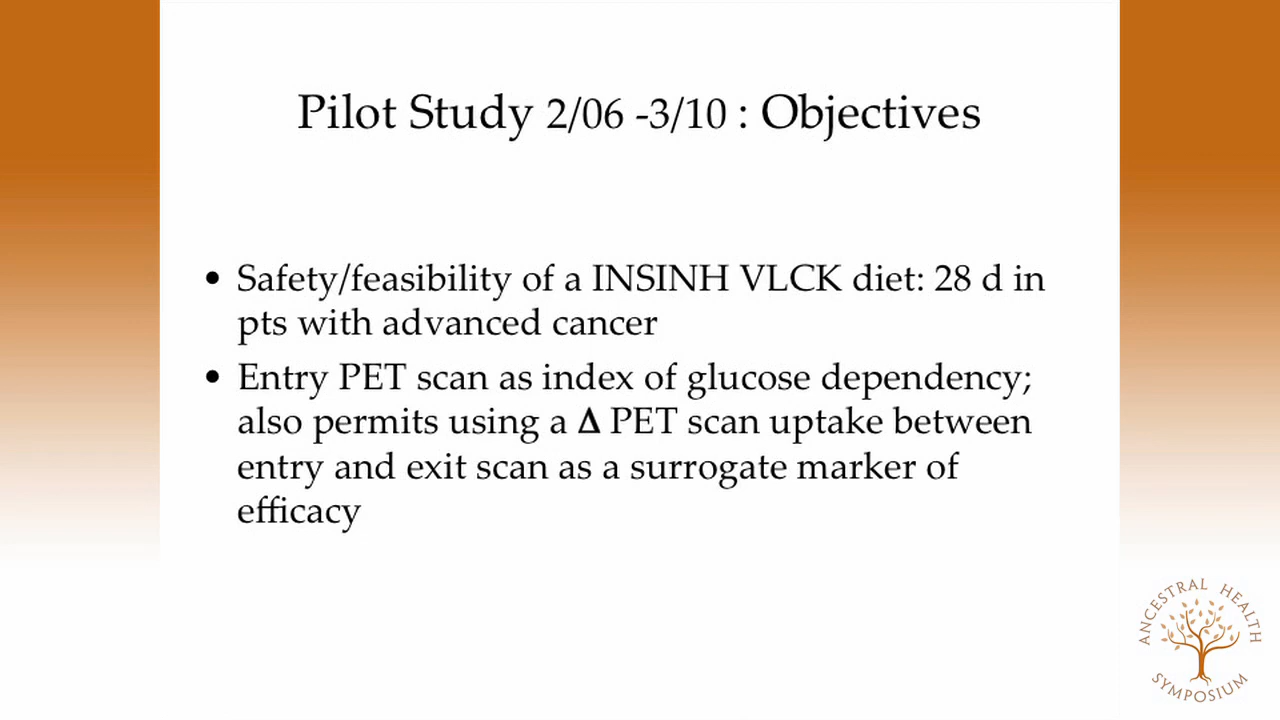 Pilot Study 2/06 -3/10 : Objectives
• Safety/feasibility of a INSINH VLCK diet: 28 d in
pts with advanced cancer
• Entry PET scan as index of glucose dependency;
also permits using a Δ PET scan uptake between
entry and exit scan as a surrogate marker of
efficacy
ANCESTRAL HEALTH
SYMPOSIUM